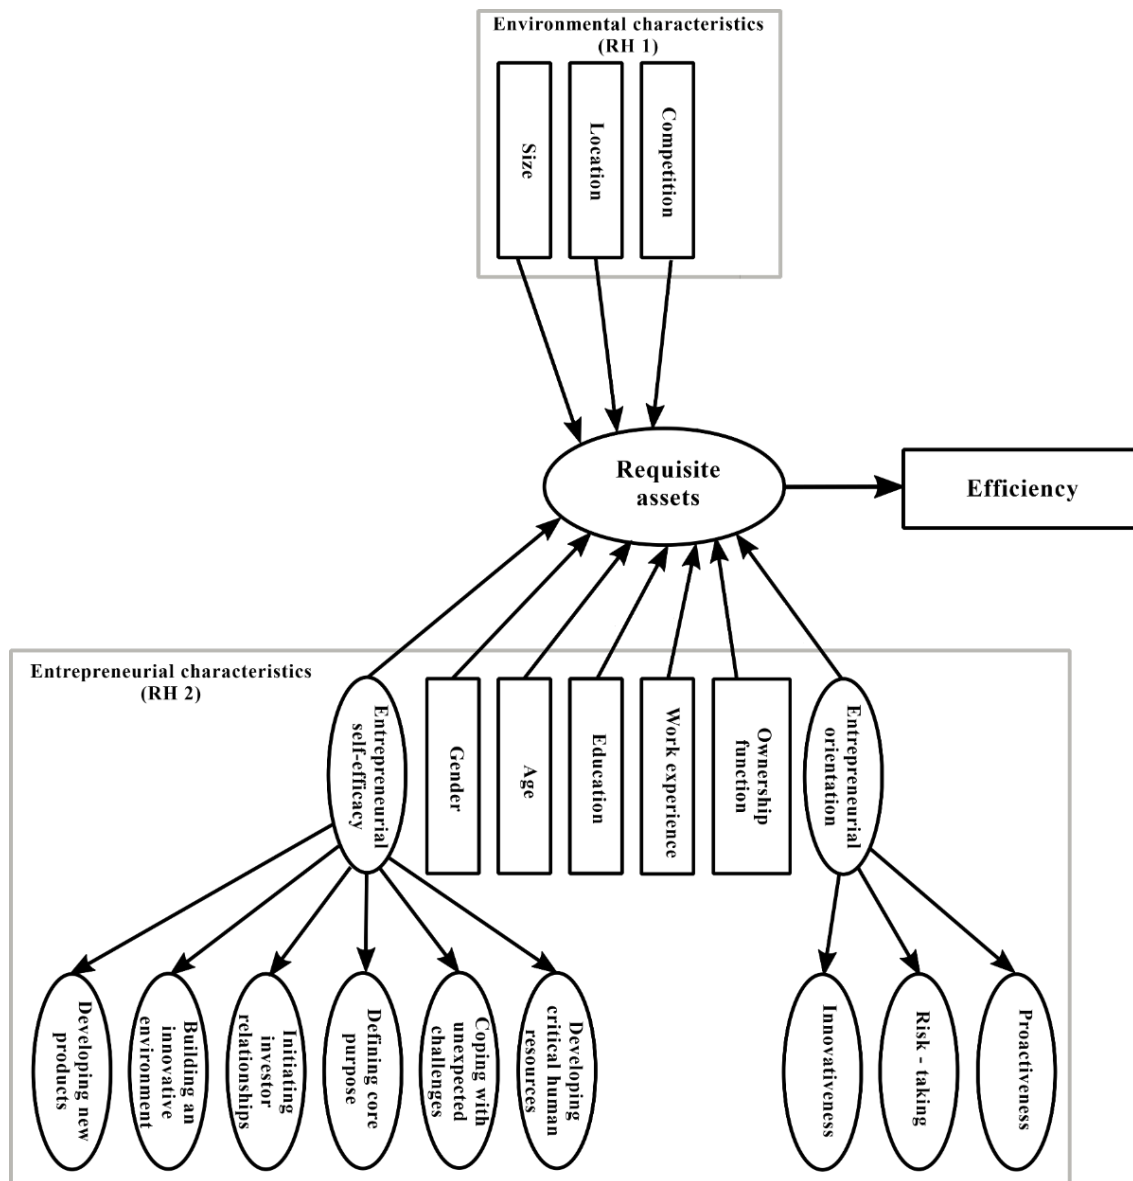 Environmental characteristics
(RH 1)
Size
Location
Competition
Requisite
assets
Efficiency
Entrepreneurial characteristics
(RH 2)
Entrepreneurial
self-efficacy
Gender
Age
Education
Work experience
Ownership
function
Entrepreneurial
orientation
Developing new
products
Building an
innovative
environment
Initiating
investor
relationships
Defining core
purpose
Coping with
unexpected
challenges
Developing
critical human
resources
Innovativeness
Risk - taking
Proactiveness